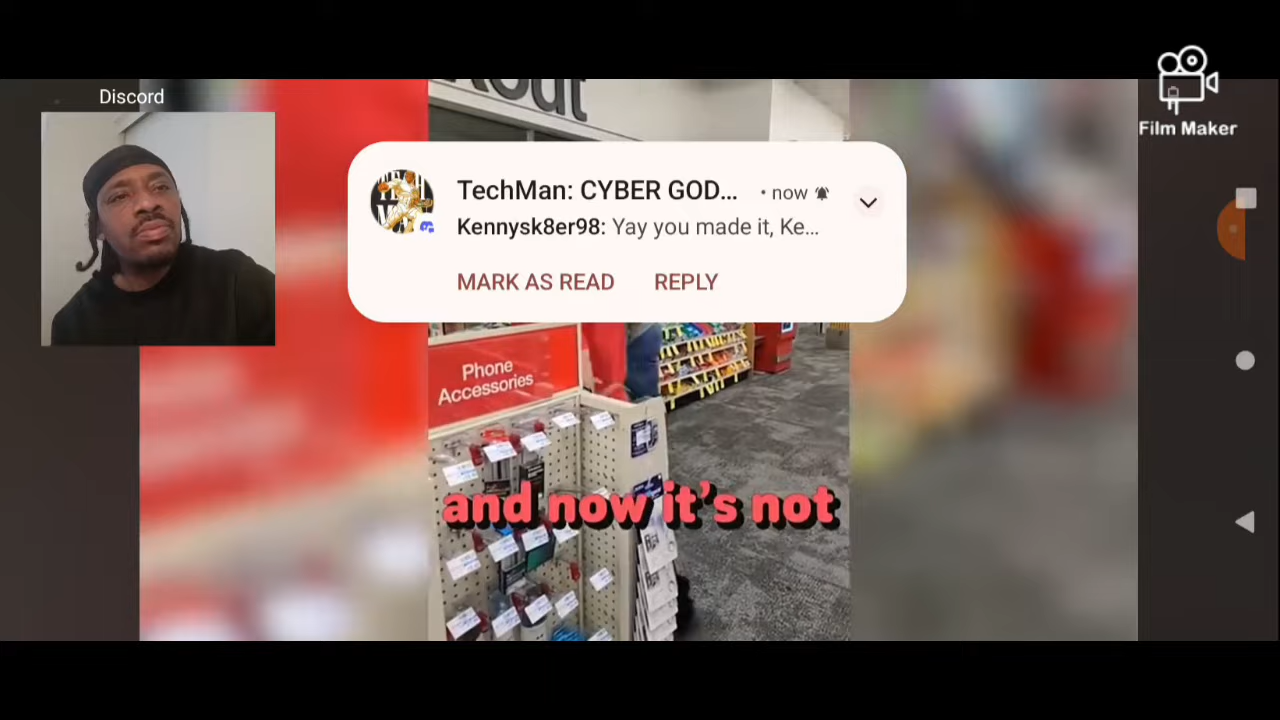 Discord
Film Maker
kout
TechMan: CYBER GOD... • now
Kennysk8er98: Yay you made it, Ke...
MARK AS READ REPLY
Phone
Accessories
and now it's not